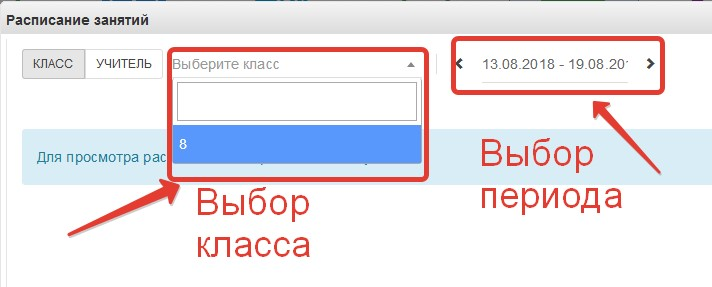 Расписание занятий
КЛАСС УЧИТЕЛЬ Выберите класс 13.08.2018 - 19.08.20
8
Для просмотра рас
Выбор класса
Выбор периода